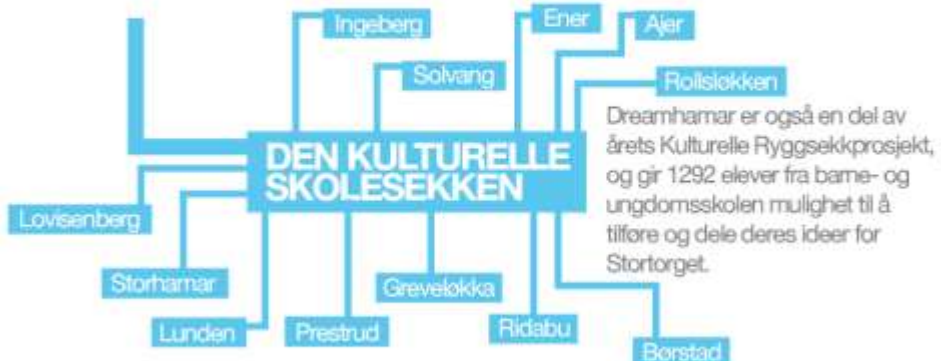 Ingeberg
Ener
Ajer
Solvang
Rollsløkken
DEN KULTURELLE
SKOLESEKKEN
Dreamhamar er også en del av
årets Kulturelle Ryggsekkprosjekt,
og gir 1292 elever fra barne- og
ungdomsskolen mulighet til å
tilføre og dele deres ideer for
Stortorget.
Lovisenberg
Storhamar
Greveløkka
Lunden
Prestrud
Ridabu
Børstad